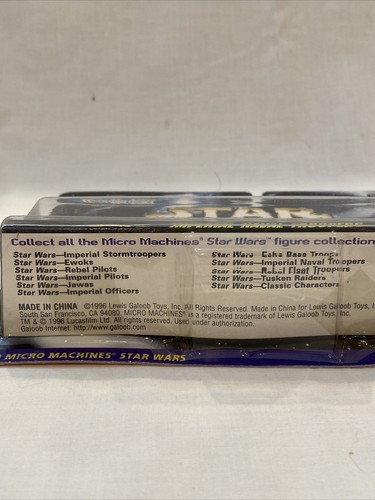 STAR
Collect all the Micro Machines® Star Wars™ figure collection
Star Wars—Imperial Stormtroopers
Star Wars—Ewoks
Star Wars—Rebel Pilots
Star Wars—Imperial Pilots
Star Wars—Jawas
Star Wars—Imperial Officers
Star Wars—Echo Base Troops
Star Wars—Imperial Naval Troopers
Star Wars—Rebel Fleet Troopers
Star Wars—Tusken Raiders
Star Wars—Classic Characters
MADE IN CHINA ©1996 Lewis Galoob Toys, Inc. All Rights Reserved. Made in China for Lewis Galoob Toys, I
South San Francisco, CA 94080. MICRO MACHINES® is a registered trademark of Lewis Galoob Toys, Inc.
TM & © 1996 Lucasfilm Ltd. All rights reserved. Used under authorization.
Galoob Internet: http://www.galoob.com
MICRO MACHINES® STAR WARS